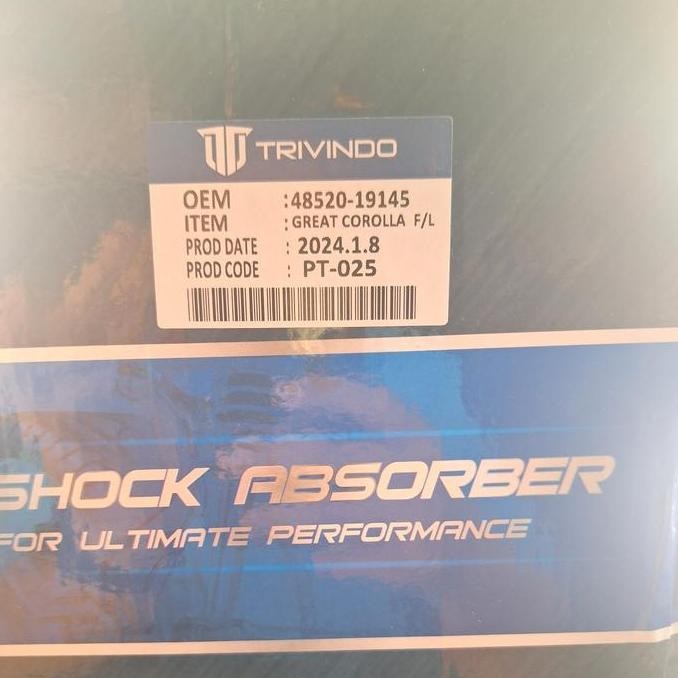 TRIVINDO
OEM :48520-19145
ITEM :GREAT COROLLA F/L
PROD DATE : 2024.1.8
PROD CODE : PT-025
SHOCK ABSORBER
FOR ULTIMATE PERFORMANCE